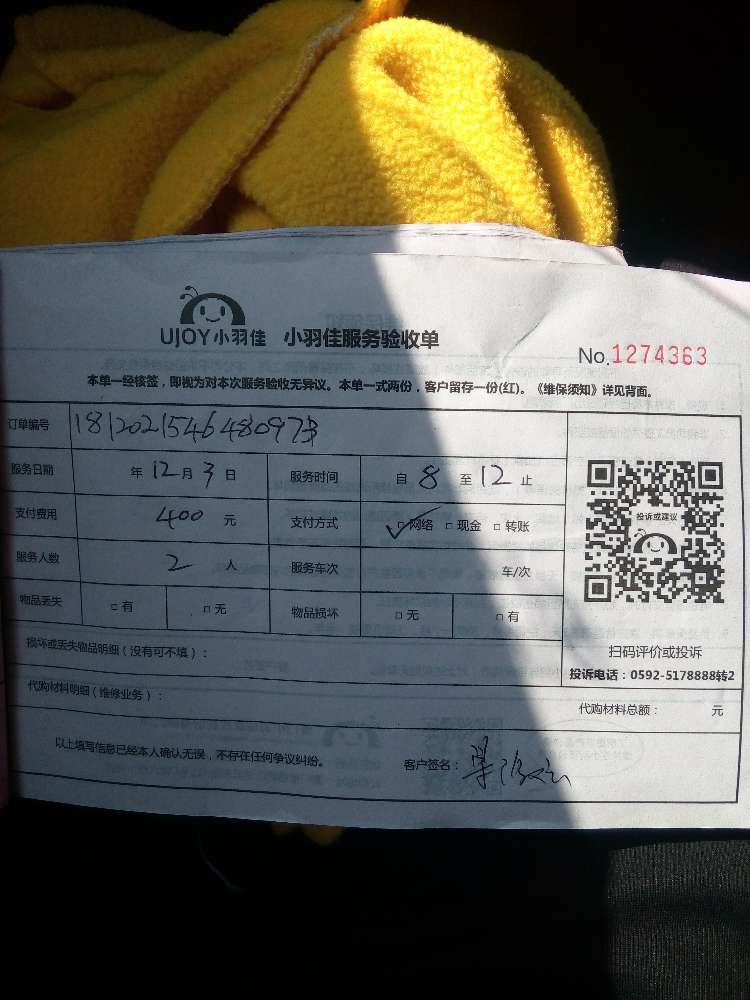 UJOY小羽佳 小羽佳服务验收单
No.1274363
本单一经核签，即视为对本次服务验收无异议。本单一式两份，客户留存一份(红)。《维保须知》详见背面。
订单编号 1812021546480973
服务日期 年 12 月 3 日 服务时间 自 8 至 12 止
支付费用 400 元 支付方式 ✓□网络 □现金 □转账
服务人数 2 人 服务车次 车/次
物品丢失 □有 □无 物品损坏 □无 □有
投诉或建议
扫码评价或投诉
投诉电话：0592-5178888转2
损坏或丢失物品明细（没有可不填）：
代购材料明细（维修业务）：
代购材料总额： 元
以上填写信息已经本人确认无误，不存在任何争议纠纷。 客户签名：